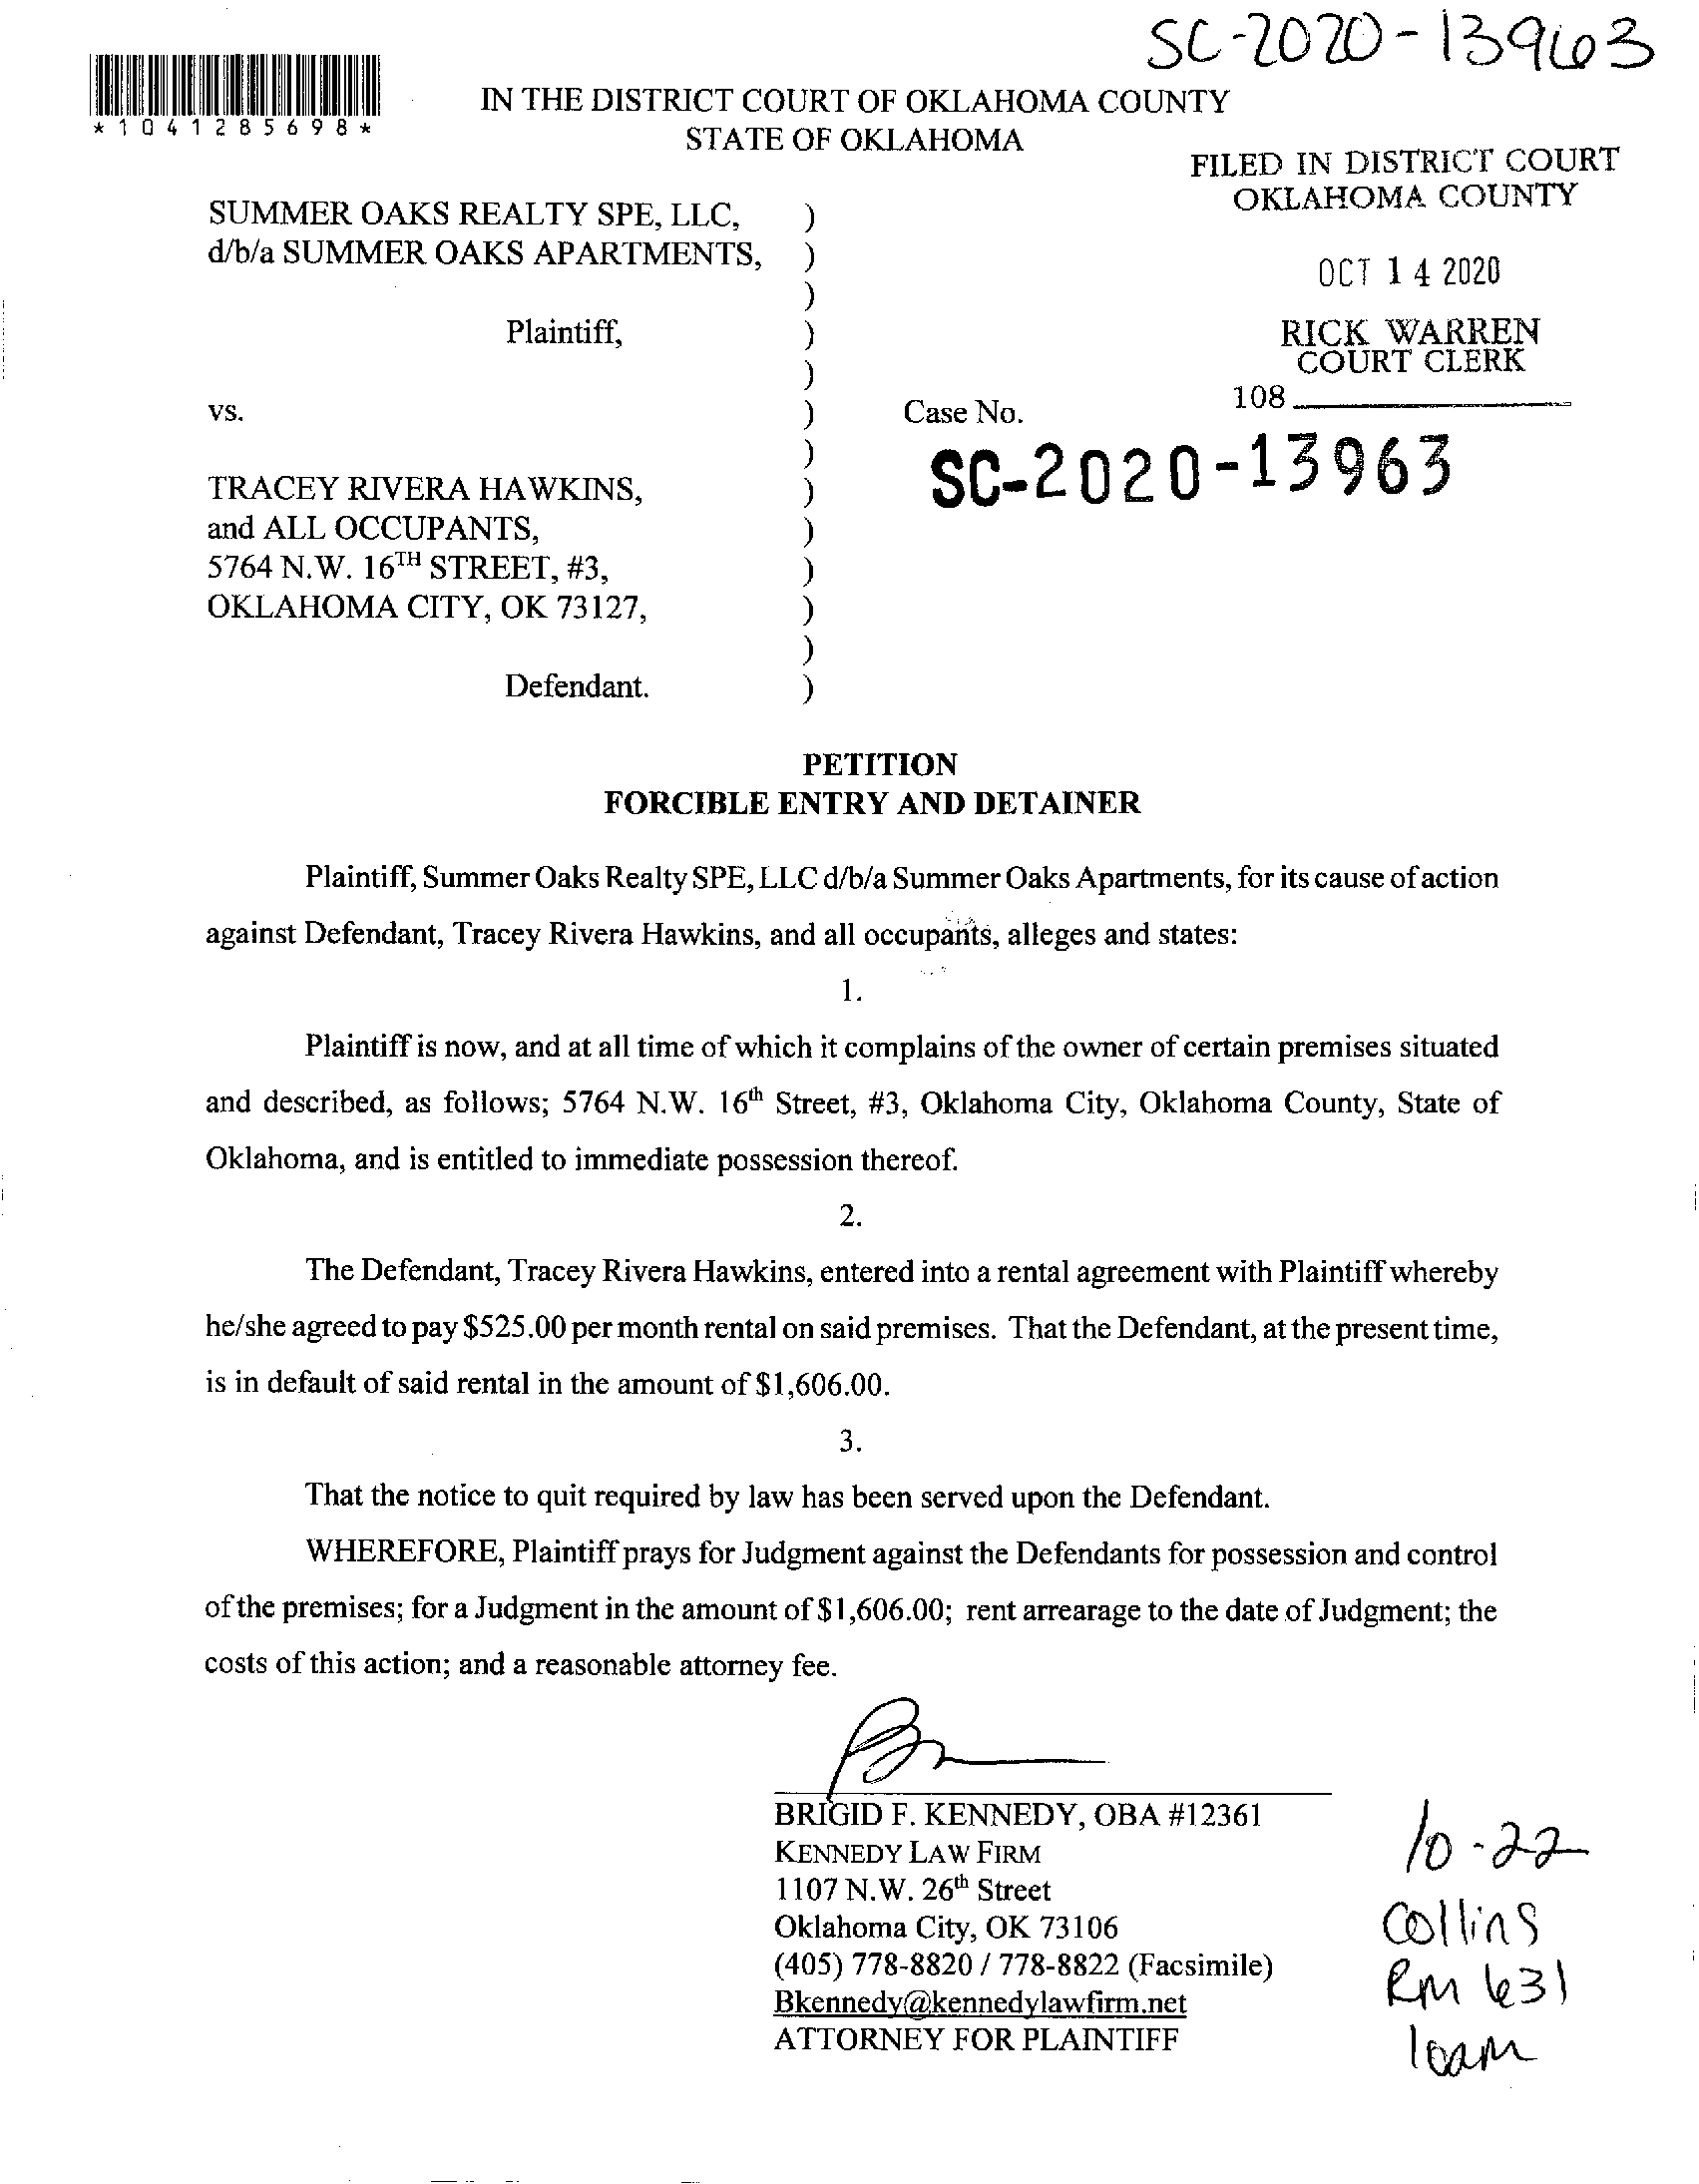 SC-2020-13963
*1041285698*
IN THE DISTRICT COURT OF OKLAHOMA COUNTY
STATE OF OKLAHOMA
FILED IN DISTRICT COURT
OKLAHOMA COUNTY
OCT 14 2020
RICK WARREN
COURT CLERK
108
SUMMER OAKS REALTY SPE, LLC, )
d/b/a SUMMER OAKS APARTMENTS, )
)
Plaintiff, )
)
vs. ) Case No.
) SC-2020-13963
TRACEY RIVERA HAWKINS, )
and ALL OCCUPANTS, )
5764 N.W. 16TH STREET, #3, )
OKLAHOMA CITY, OK 73127, )
)
Defendant. )
PETITION
FORCIBLE ENTRY AND DETAINER
Plaintiff, Summer Oaks Realty SPE, LLC d/b/a Summer Oaks Apartments, for its cause of action
against Defendant, Tracey Rivera Hawkins, and all occupants, alleges and states:
1.
Plaintiff is now, and at all time of which it complains of the owner of certain premises situated
and described, as follows; 5764 N.W. 16th Street, #3, Oklahoma City, Oklahoma County, State of
Oklahoma, and is entitled to immediate possession thereof.
2.
The Defendant, Tracey Rivera Hawkins, entered into a rental agreement with Plaintiff whereby
he/she agreed to pay $525.00 per month rental on said premises. That the Defendant, at the present time,
is in default of said rental in the amount of $1,606.00.
3.
That the notice to quit required by law has been served upon the Defendant.
WHEREFORE, Plaintiff prays for Judgment against the Defendants for possession and control
of the premises; for a Judgment in the amount of $1,606.00; rent arrearage to the date of Judgment; the
costs of this action; and a reasonable attorney fee.
BRIGID F. KENNEDY, OBA #12361
KENNEDY LAW FIRM
1107 N.W. 26th Street
Oklahoma City, OK 73106
(405) 778-8820 / 778-8822 (Facsimile)
Bkennedy@kennedylawfirm.net
ATTORNEY FOR PLAINTIFF
10-22
Collins
RM 631
10am